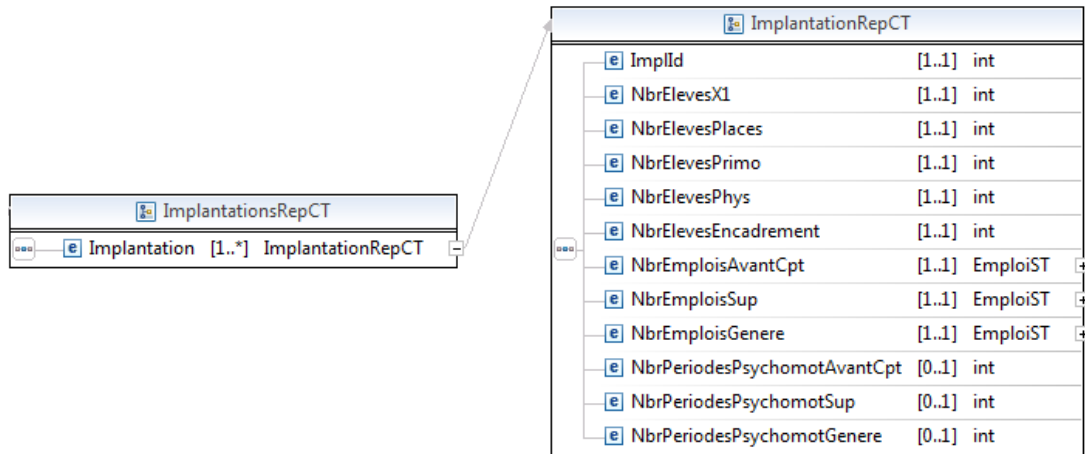 ImplantationsRepCT
Implantation [1..*] ImplantationRepCT
ImplantationRepCT
ImplId [1..1] int
NbrElevesX1 [1..1] int
NbrElevesPlaces [1..1] int
NbrElevesPrimo [1..1] int
NbrElevesPhys [1..1] int
NbrElevesEncadrement [1..1] int
NbrEmploisAvantCpt [1..1] EmploiST
NbrEmploisSup [1..1] EmploiST
NbrEmploisGenere [1..1] EmploiST
NbrPeriodesPsychomotAvantCpt [0..1] int
NbrPeriodesPsychomotSup [0..1] int
NbrPeriodesPsychomotGenere [0..1] int